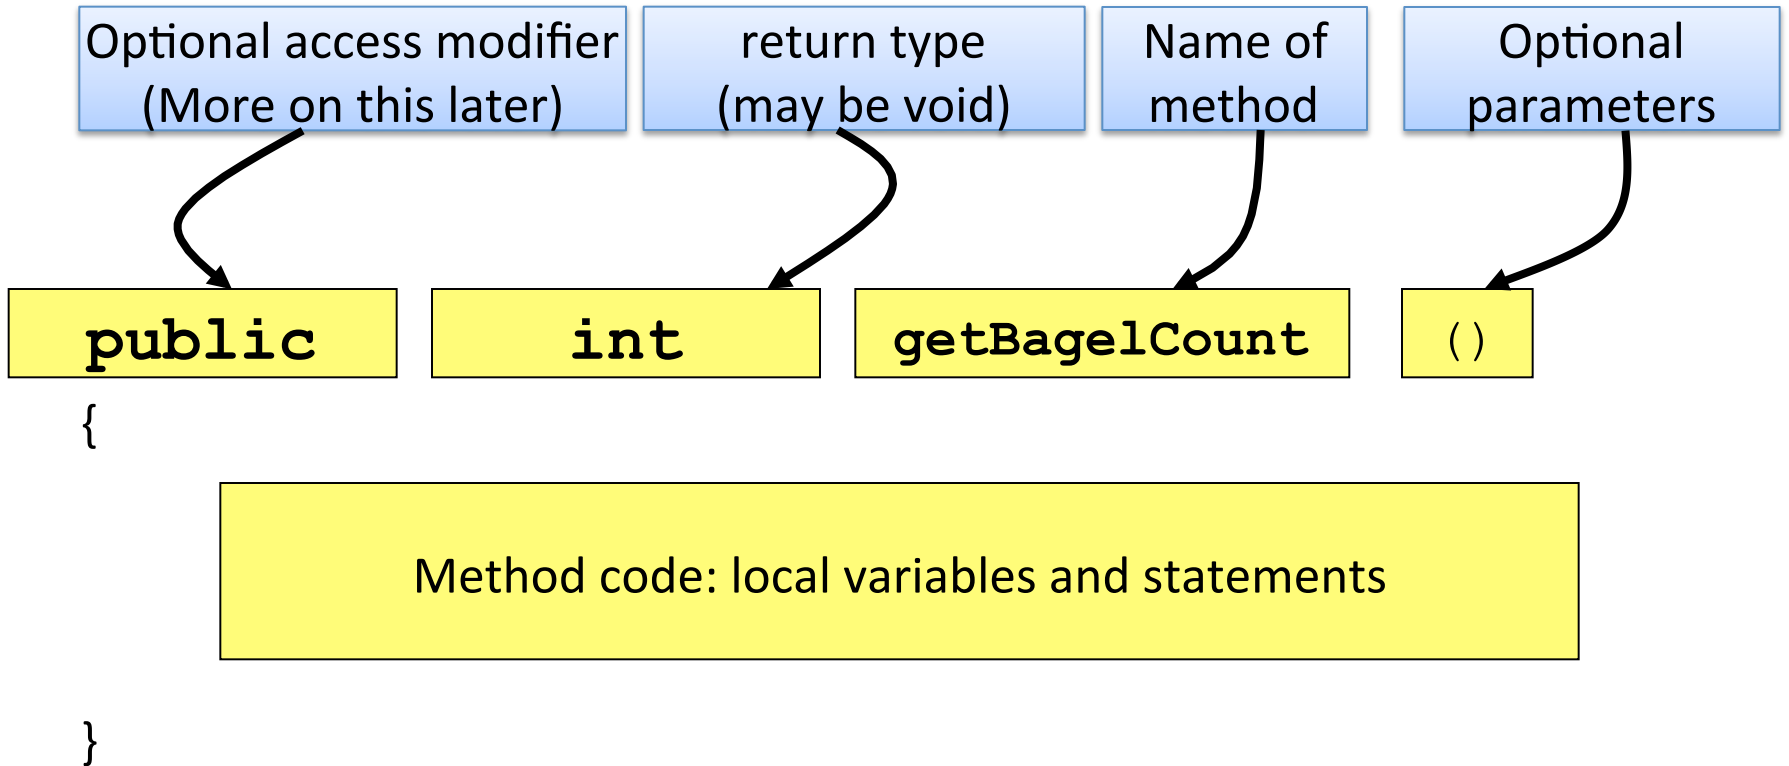 Optional access modifier
(More on this later)
return type
(may be void)
Name of
method
Optional
parameters
public
int
getBagelCount
()
{
Method code: local variables and statements
}